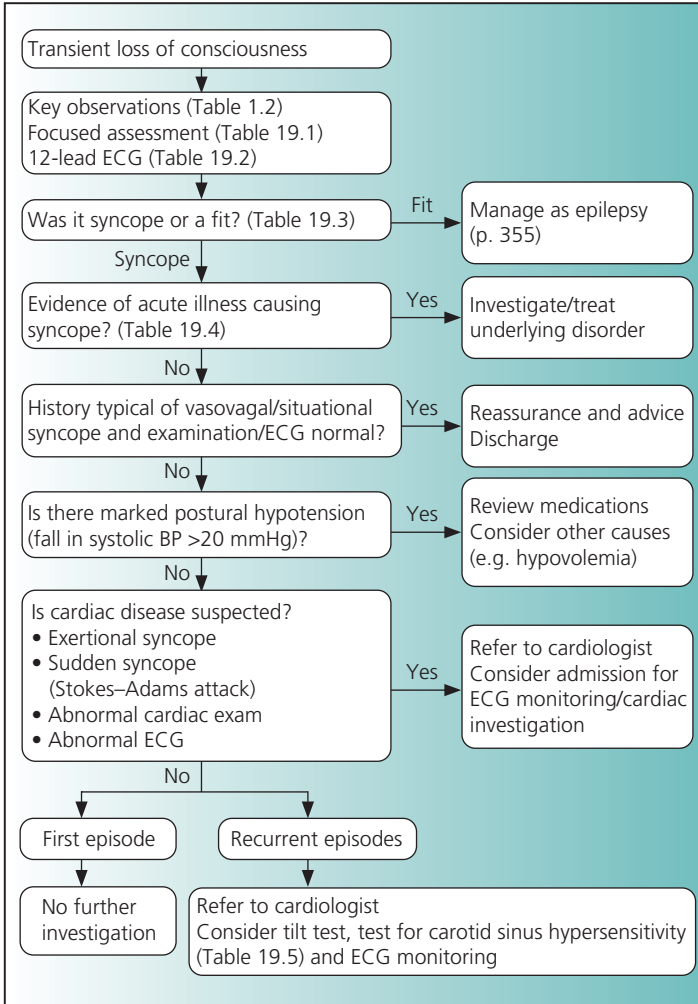 Transient loss of consciousness
Key observations (Table 1.2)
Focused assessment (Table 19.1)
12-lead ECG (Table 19.2)
Was it syncope or a fit? (Table 19.3)
Fit
Manage as epilepsy
(p. 355)
Syncope
Evidence of acute illness causing
syncope? (Table 19.4)
Yes
Investigate/treat
underlying disorder
No
History typical of vasovagal/situational
syncope and examination/ECG normal?
Yes
Reassurance and advice
Discharge
No
Is there marked postural hypotension
(fall in systolic BP >20 mmHg)?
Yes
Review medications
Consider other causes
(e.g. hypovolemia)
No
Is cardiac disease suspected?
• Exertional syncope
• Sudden syncope
(Stokes–Adams attack)
• Abnormal cardiac exam
• Abnormal ECG
Yes
Refer to cardiologist
Consider admission for
ECG monitoring/cardiac
investigation
No
First episode
Recurrent episodes
No further
investigation
Refer to cardiologist
Consider tilt test, test for carotid sinus hypersensitivity
(Table 19.5) and ECG monitoring